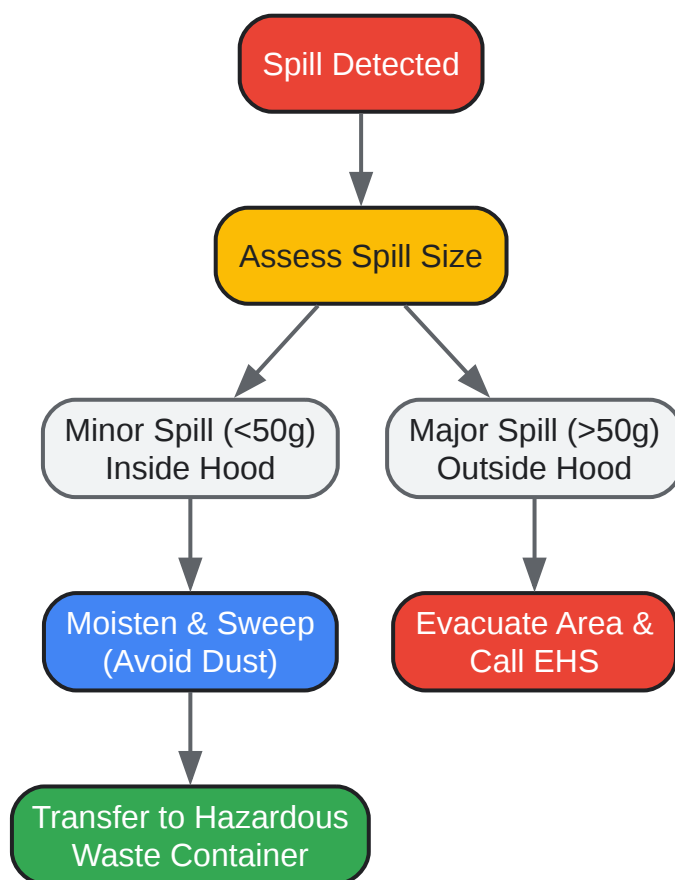 Spill Detected
Assess Spill Size
Minor Spill (<50g)
Inside Hood
Major Spill (>50g)
Outside Hood
Moisten & Sweep
(Avoid Dust)
Evacuate Area &
Call EHS
Transfer to Hazardous
Waste Container